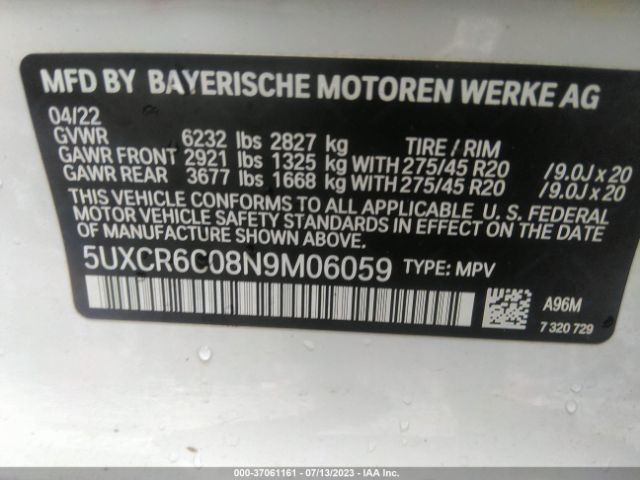 MFD BY BAYERISCHE MOTOREN WERKE AG
04/22
GVWR 6232 lbs 2827 kg TIRE / RIM
GAWR FRONT 2921 lbs 1325 kg WITH 275/45 R20 /9.0J x 20
GAWR REAR 3677 lbs 1668 kg WITH 275/45 R20 /9.0J x 20
THIS VEHICLE CONFORMS TO ALL APPLICABLE U. S. FEDERAL
MOTOR VEHICLE SAFETY STANDARDS IN EFFECT ON THE DATE
OF MANUFACTURE
5UXCR6C08N9M06059 TYPE: MPV
A96M
7 320 729
000-37061161 - 07/13/2023 - IAA Inc.